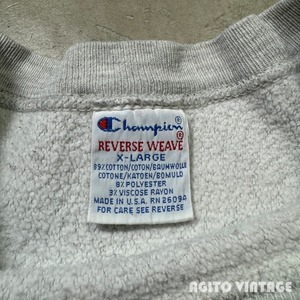 Champion ®
REVERSE WEAVE ®
X-LARGE
89% COTTON/COTON/BAUMWOLLE
COTONE/KATOEN/BOMULD
8% POLYESTER
3% VISCOSE RAYON
MADE IN U.S.A. RN 26094
FOR CARE SEE REVERSE
AGITO VINTAGE